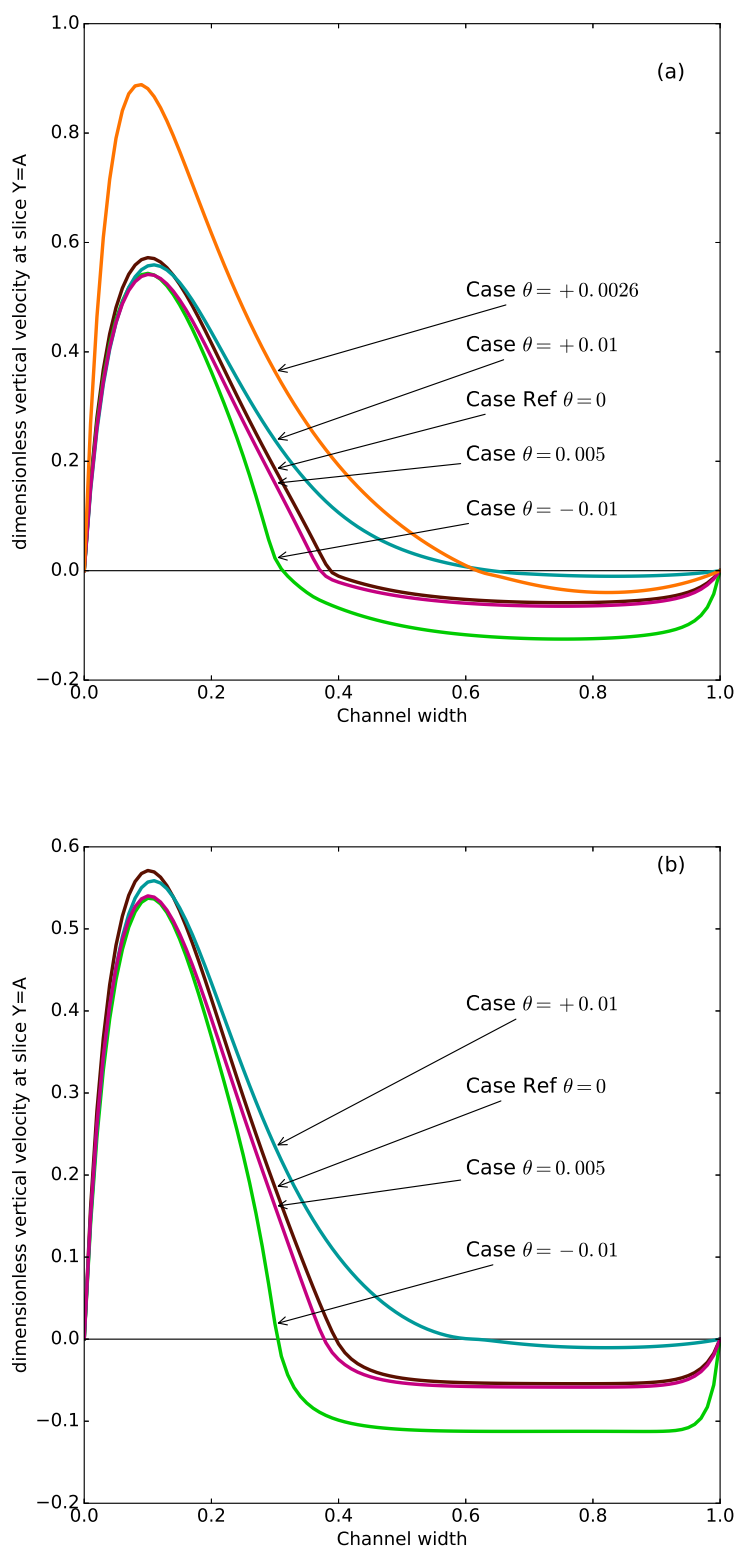 1.0
(a)
0.8
0.6
Case θ = +0.0026
Case θ = +0.01
0.4
Case Ref θ = 0
Case θ = 0.005
0.2
Case θ = −0.01
0.0
−0.2
dimensionless vertical velocity at slice Y=A
0.0 0.2 0.4 0.6 0.8 1.0
Channel width
0.6
(b)
0.5
0.4
Case θ = +0.01
0.3
Case Ref θ = 0
0.2
Case θ = 0.005
0.1
Case θ = −0.01
0.0
−0.1
−0.2
dimensionless vertical velocity at slice Y=A
0.0 0.2 0.4 0.6 0.8 1.0
Channel width